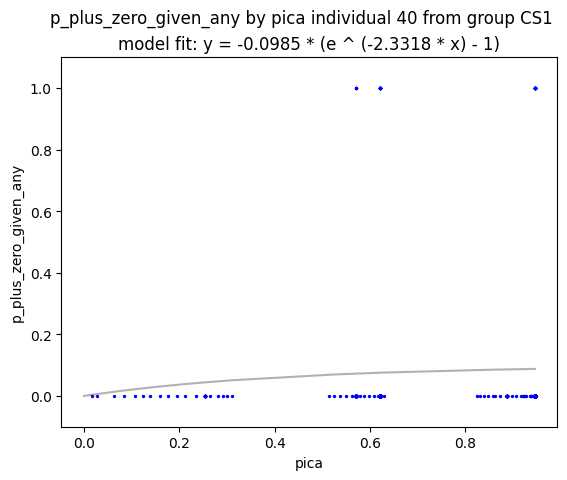 p_plus_zero_given_any by pica individual 40 from group CS1
model fit: y = -0.0985 * (e ^ (-2.3318 * x) - 1)
1.0
0.8
0.6
0.4
0.2
0.0
p_plus_zero_given_any
0.0 0.2 0.4 0.6 0.8
pica